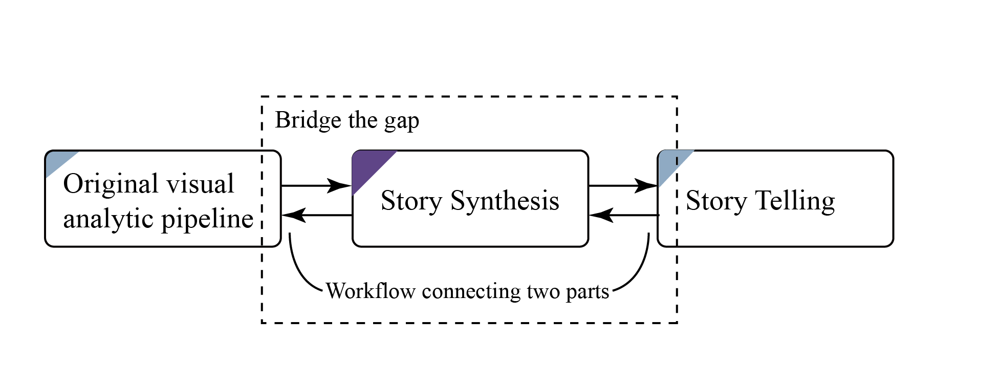 Bridge the gap
Original visual
analytic pipeline
Story Synthesis
Story Telling
Workflow connecting two parts